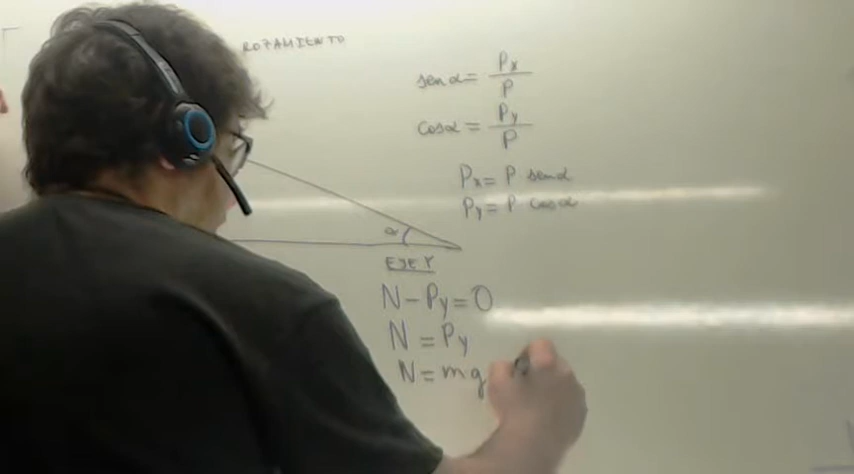 ROZAMIENTO
sen α = Px / P
cos α = Py / P
Px = P sen α
Py = P cos α
α
EJE Y
N - Py = 0
N = Py
N = mg